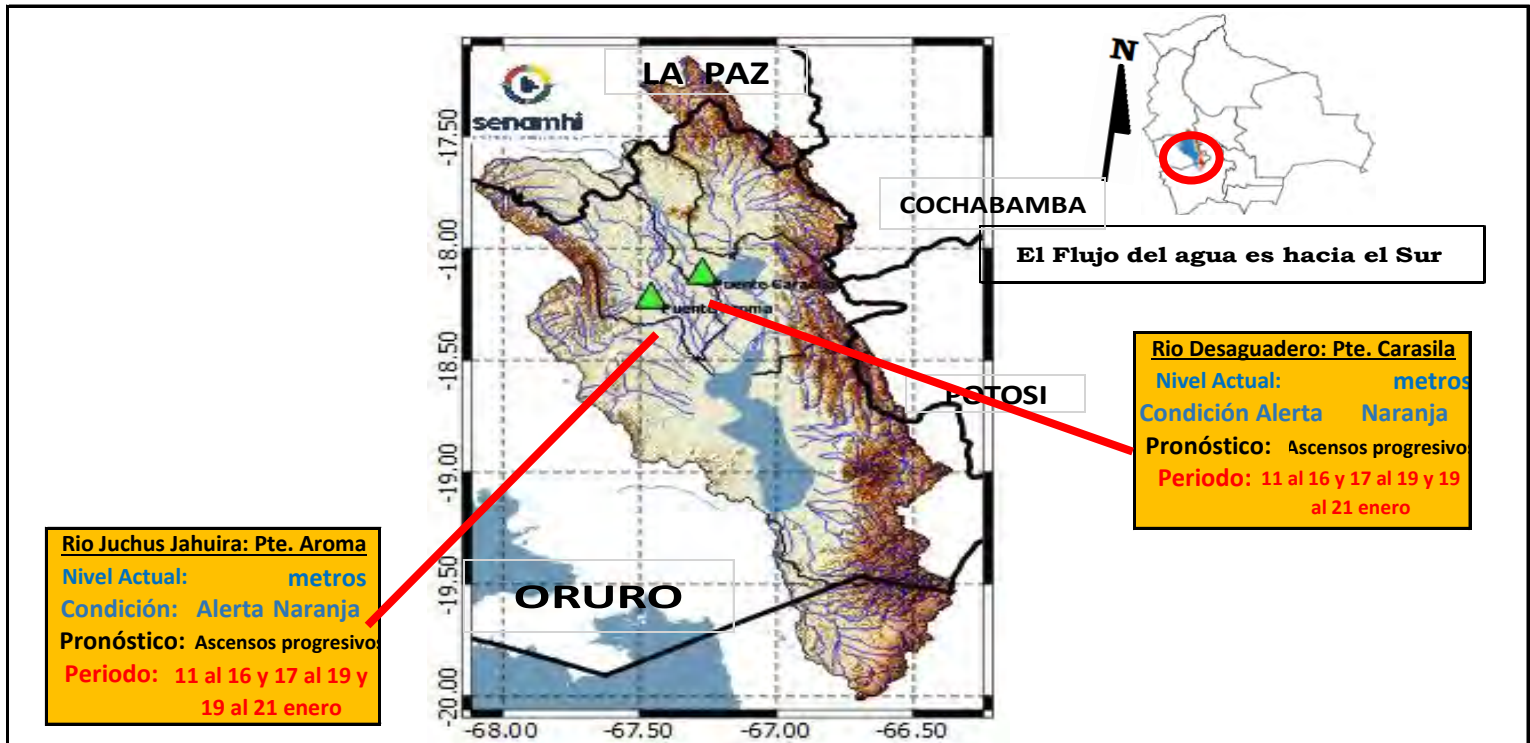 LA PAZ
senamhi
N
COCHABAMBA
El Flujo del agua es hacia el Sur
POTOSI
ORURO
Puente
Puente
Rio Desaguadero: Pte. Carasila
Nivel Actual: metros
Condición Alerta Naranja
Pronóstico: Ascensos progresivo
Periodo: 11 al 16 y 17 al 19 y 19
al 21 enero
Rio Juchus Jahuira: Pte. Aroma
Nivel Actual: metros
Condición: Alerta Naranja
Pronóstico: Ascensos progresivo
Periodo: 11 al 16 y 17 al 19 y
19 al 21 enero
-17.50
-18.00
-18.50
-19.00
-19.50
-20.00
-68.00 -67.50 -67.00 -66.50